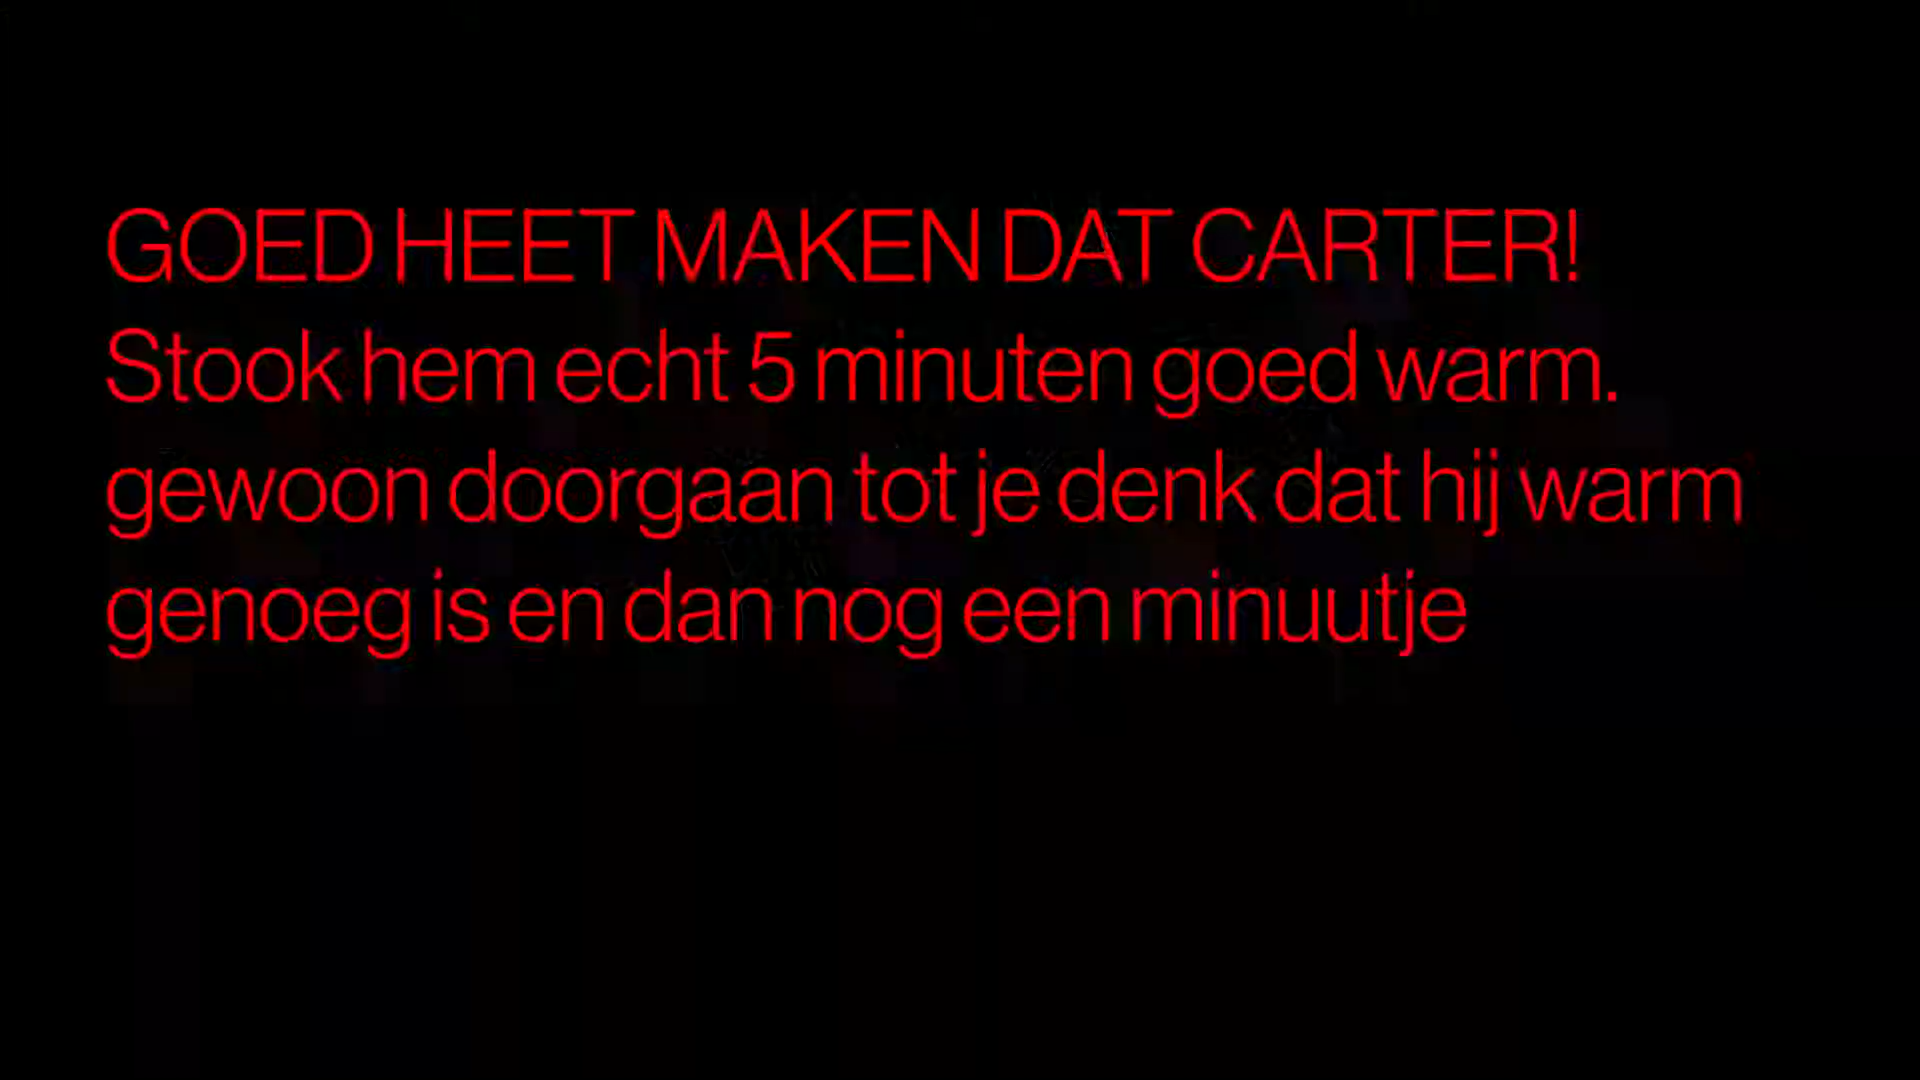 GOED HEET MAKEN DAT CARTER!
Stook hem echt 5 minuten goed warm.
gewoon doorgaan tot je denk dat hij warm
genoeg is en dan nog een minuutje